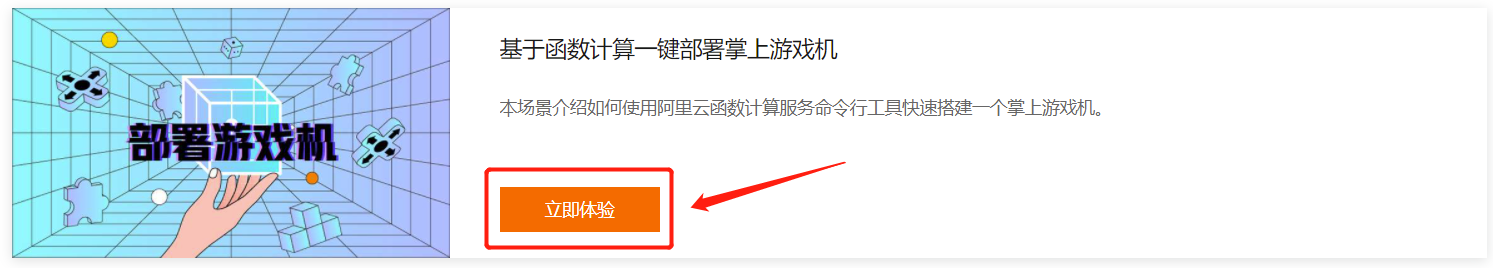 部署游戏机
基于函数计算一键部署掌上游戏机
本场景介绍如何使用阿里云函数计算服务命令行工具快速搭建一个掌上游戏机。
立即体验